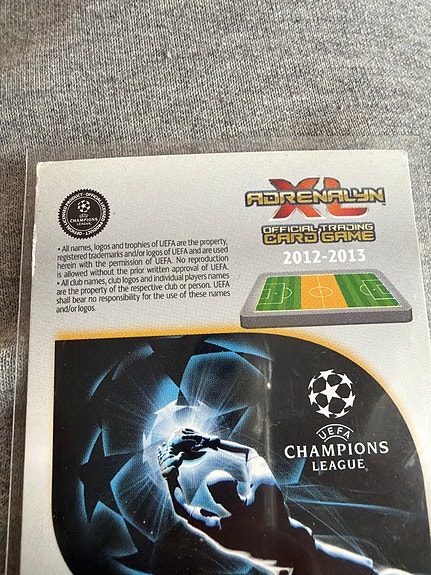 UEFA
CHAMPIONS
LEAGUE
• All names, logos and trophies of UEFA are the property,
registered trademarks and/or logos of UEFA and are used
herein with the permission of UEFA. No reproduction
is allowed without the prior written approval of UEFA.
• All club names, club logos and individual players names
are the property of the respective club or person. UEFA
shall bear no responsibility for the use of these names
and/or logos.
ADRENALYN
XL
OFFICIAL TRADING
CARD GAME
2012-2013
UEFA
CHAMPIONS
LEAGUE